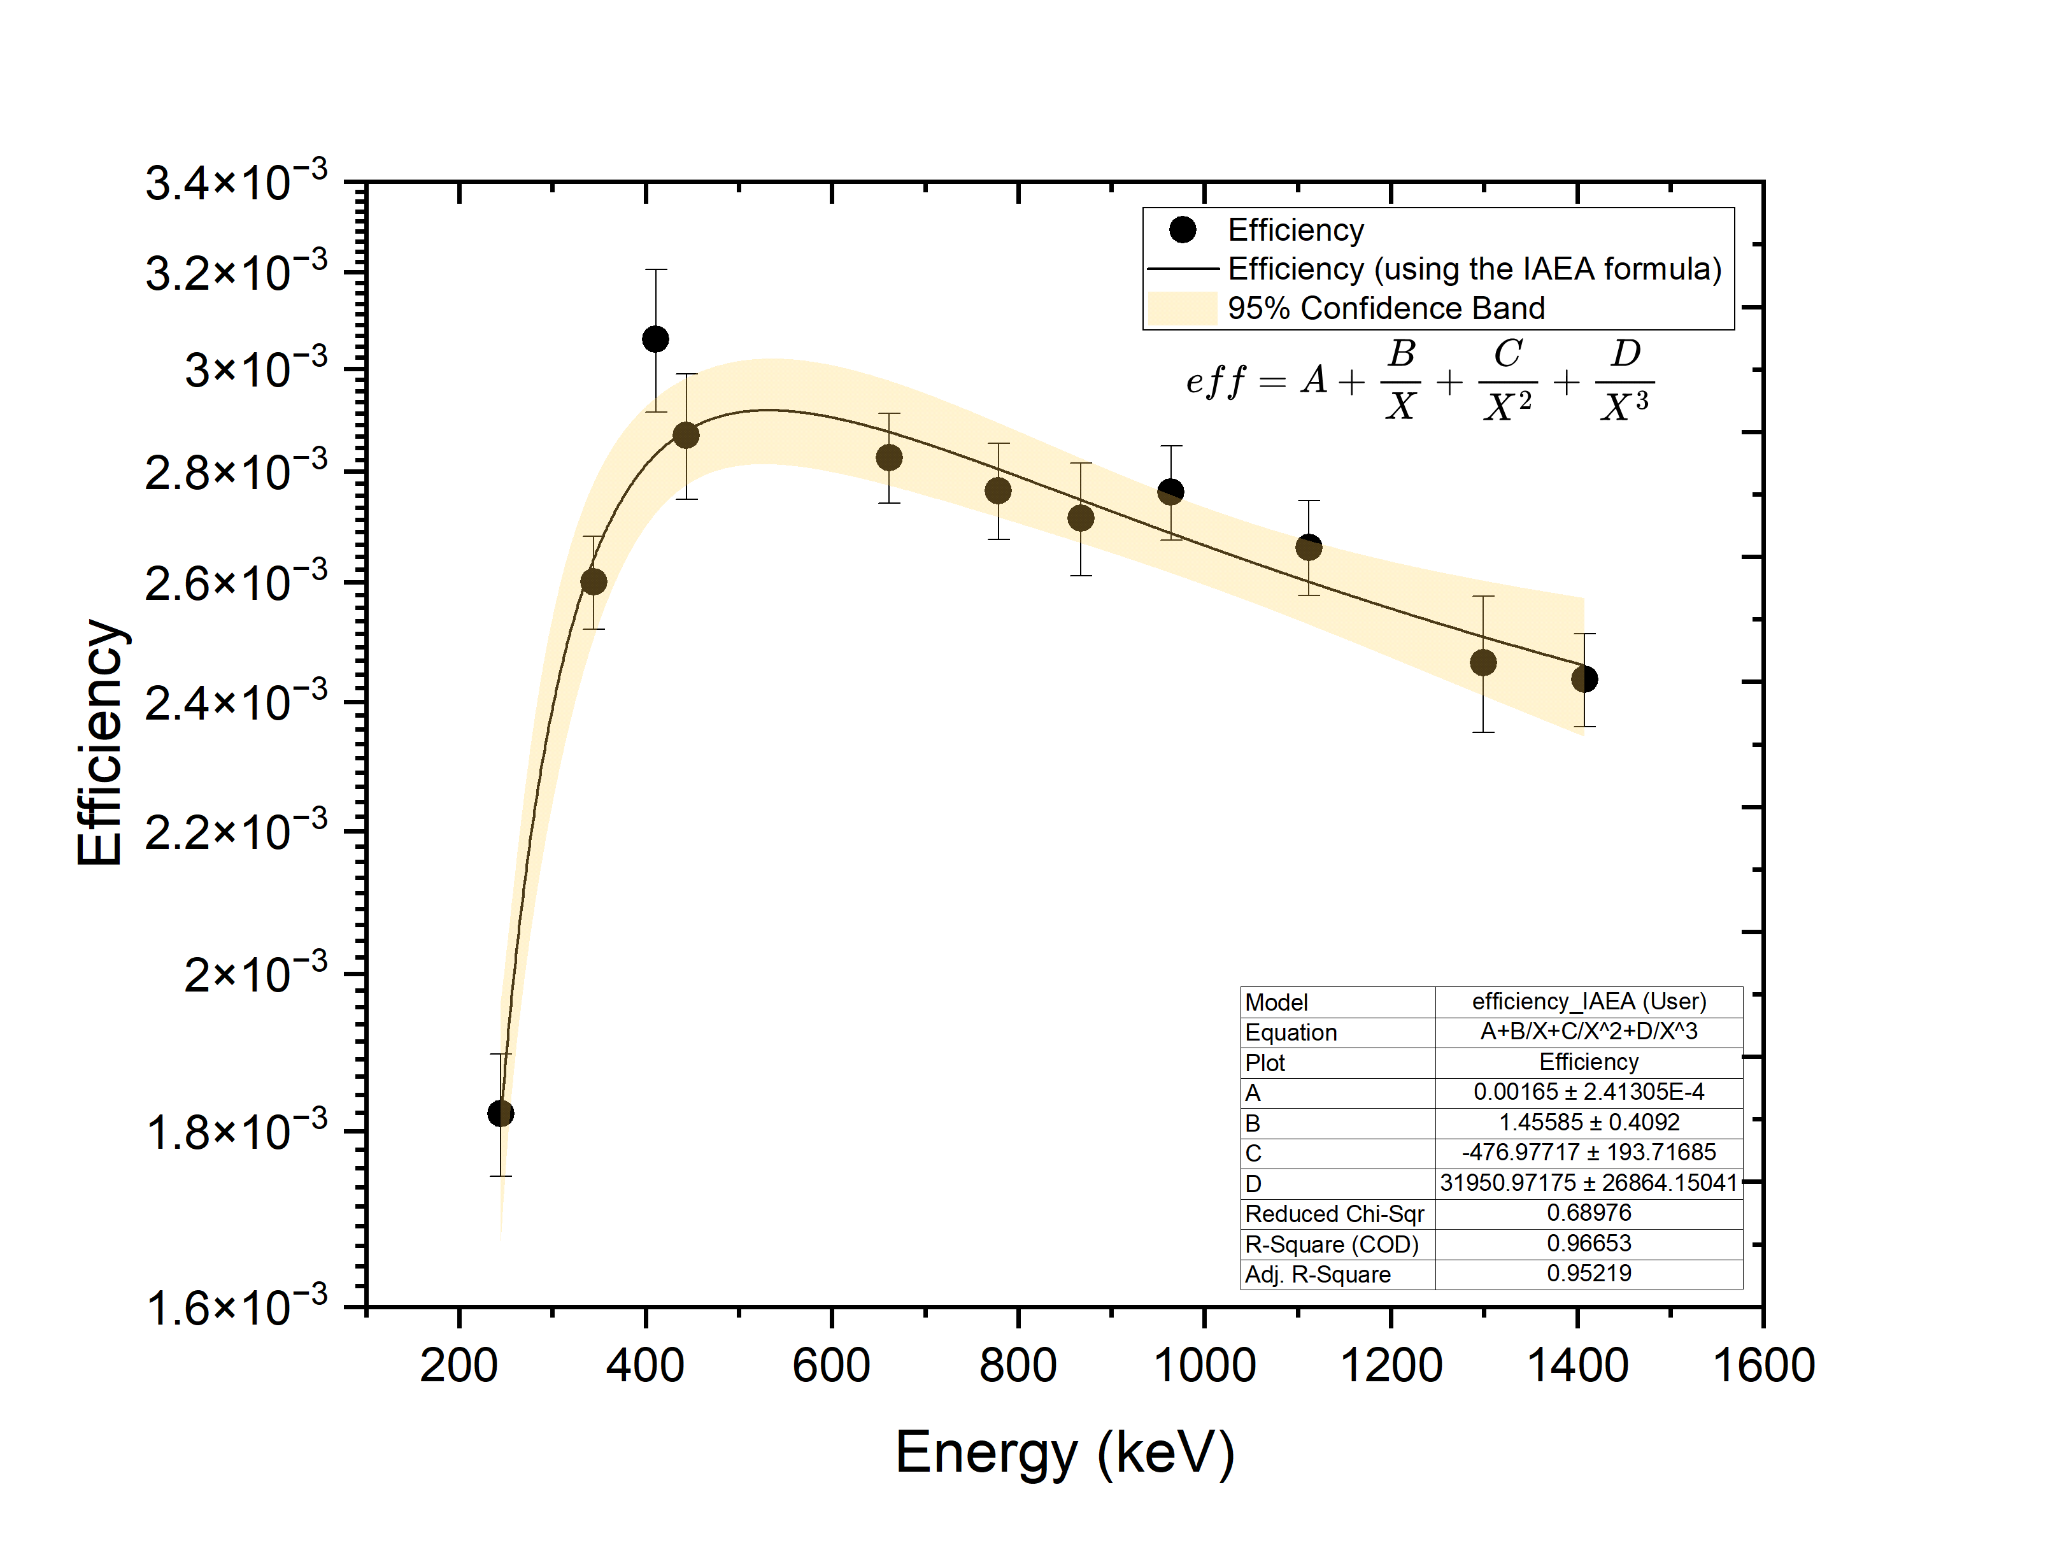 3.4×10⁻³
3.2×10⁻³
3×10⁻³
2.8×10⁻³
2.6×10⁻³
2.4×10⁻³
2.2×10⁻³
2×10⁻³
1.8×10⁻³
1.6×10⁻³
Efficiency
Efficiency
Efficiency (using the IAEA formula)
95% Confidence Band
eff = A + B/X + C/X² + D/X³
Model efficiency_IAEA (User)
Equation A+B/X+C/X^2+D/X^3
Plot Efficiency
A 0.00165 ± 2.41305E-4
B 1.45585 ± 0.4092
C -476.97717 ± 193.71685
D 31950.97175 ± 26864.15041
Reduced Chi-Sqr 0.68976
R-Square (COD) 0.96653
Adj. R-Square 0.95219
200 400 600 800 1000 1200 1400 1600
Energy (keV)